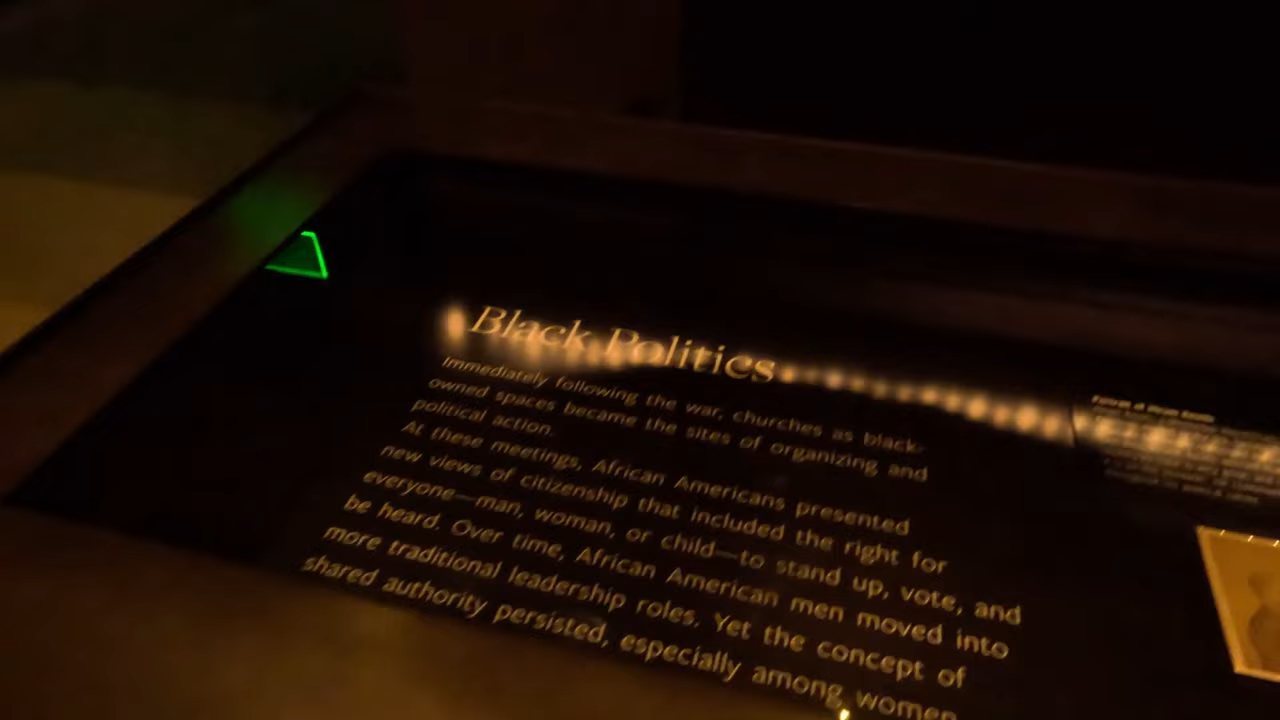 Black Politics
Immediately following the war, churches as black-
owned spaces became the sites of organizing and
political action.
At these meetings, African Americans presented
new views of citizenship that included the right for
everyone—man, woman, or child—to stand up, vote, and
be heard. Over time, African American men moved into
more traditional leadership roles. Yet the concept of
shared authority persisted, especially among women